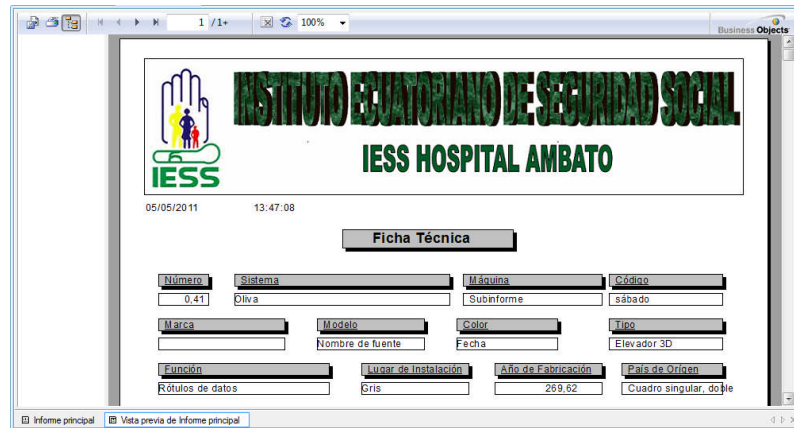 1 /1+ 100%
Business Objects
INSTITUTO ECUATORIANO DE SEGURIDAD SOCIAL
IESS HOSPITAL AMBATO
IESS
05/05/2011 13:47:08
Ficha Técnica
Número Sistema Máquina Código
0,41 Oliva Subinforme sábado
Marca Modelo Color Tipo
Nombre de fuente Fecha Elevador 3D
Función Lugar de Instalación Año de Fabricación País de Orígen
Rótulos de datos Gris 269,62 Cuadro singular, doble
Informe principal Vista previa de Informe principal